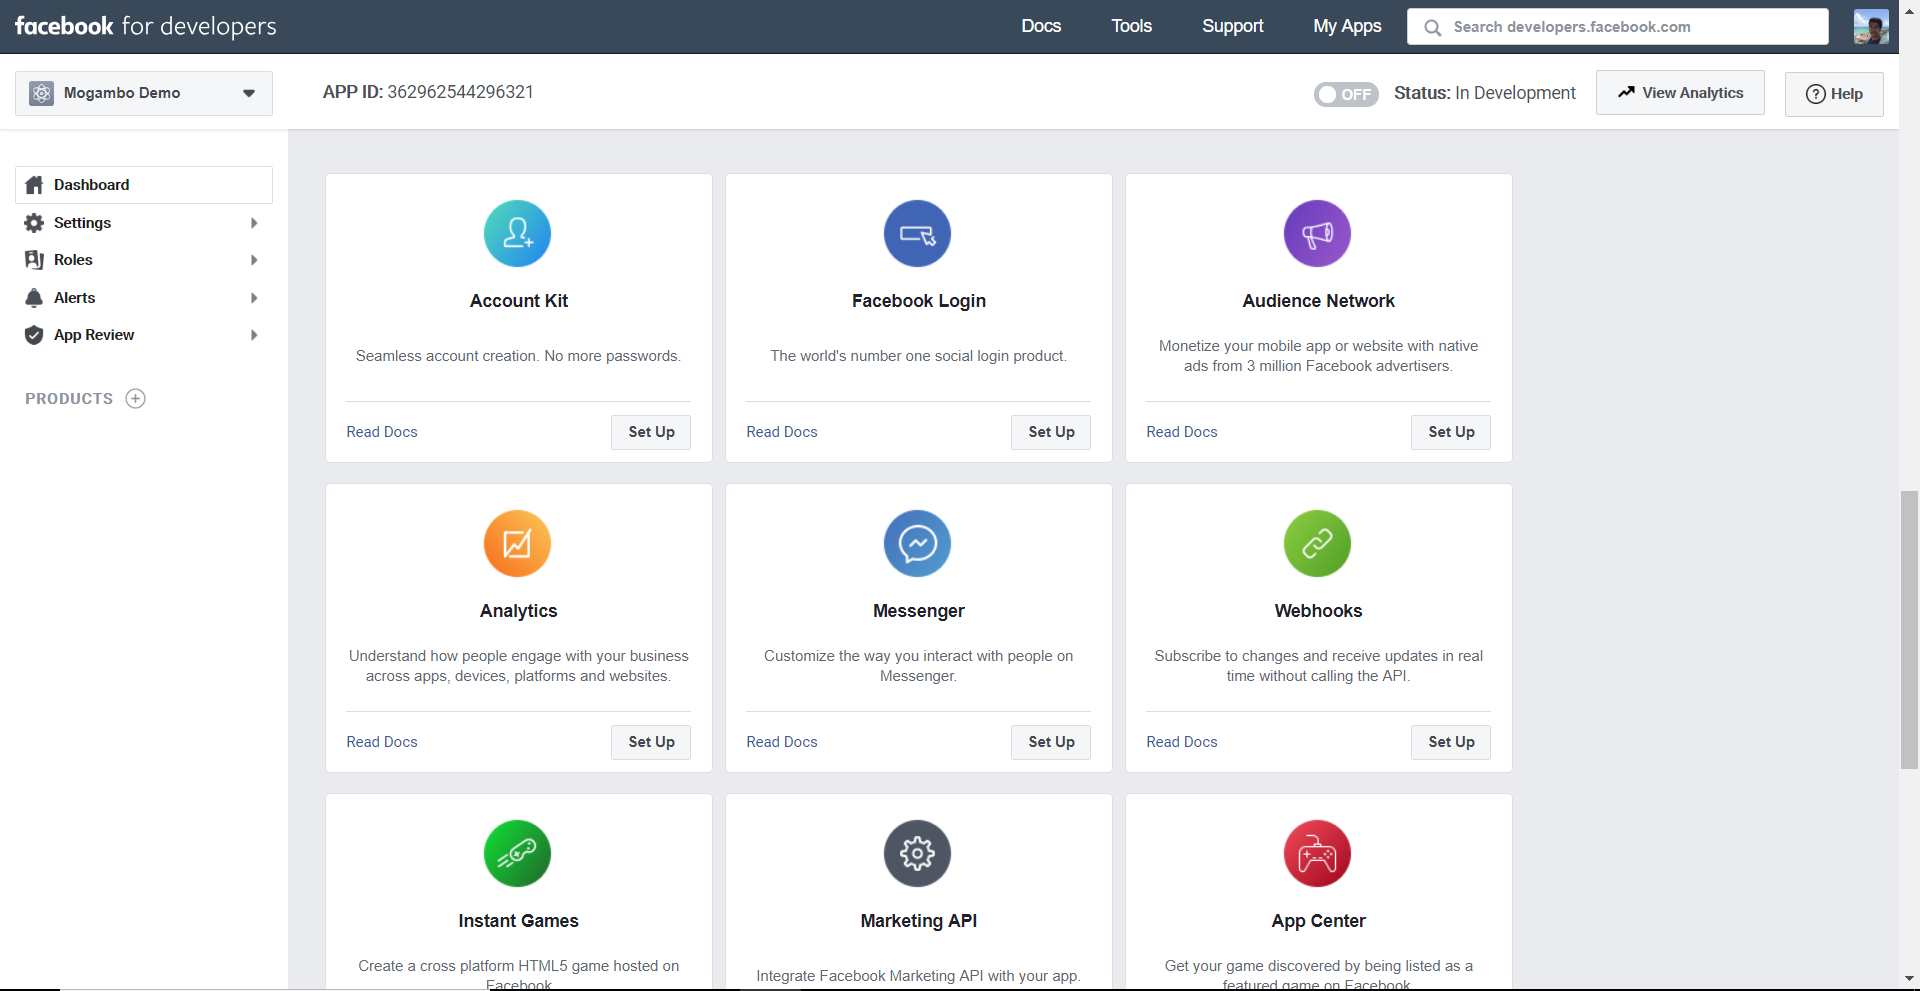 facebook for developers
Docs
Tools
Support
My Apps
Search developers.facebook.com
Mogambo Demo
APP ID: 362962544296321
OFF
Status: In Development
View Analytics
Help
Dashboard
Settings
Roles
Alerts
App Review
PRODUCTS
Account Kit
Seamless account creation. No more passwords.
Read Docs
Set Up
Facebook Login
The world's number one social login product.
Read Docs
Set Up
Audience Network
Monetize your mobile app or website with native
ads from 3 million Facebook advertisers.
Read Docs
Set Up
Analytics
Understand how people engage with your business
across apps, devices, platforms and websites.
Read Docs
Set Up
Messenger
Customize the way you interact with people on
Messenger.
Read Docs
Set Up
Webhooks
Subscribe to changes and receive updates in real
time without calling the API.
Read Docs
Set Up
Instant Games
Create a cross platform HTML5 game hosted on
Facebook
Marketing API
Integrate Facebook Marketing API with your app.
App Center
Get your game discovered by being listed as a
featured game on Facebook